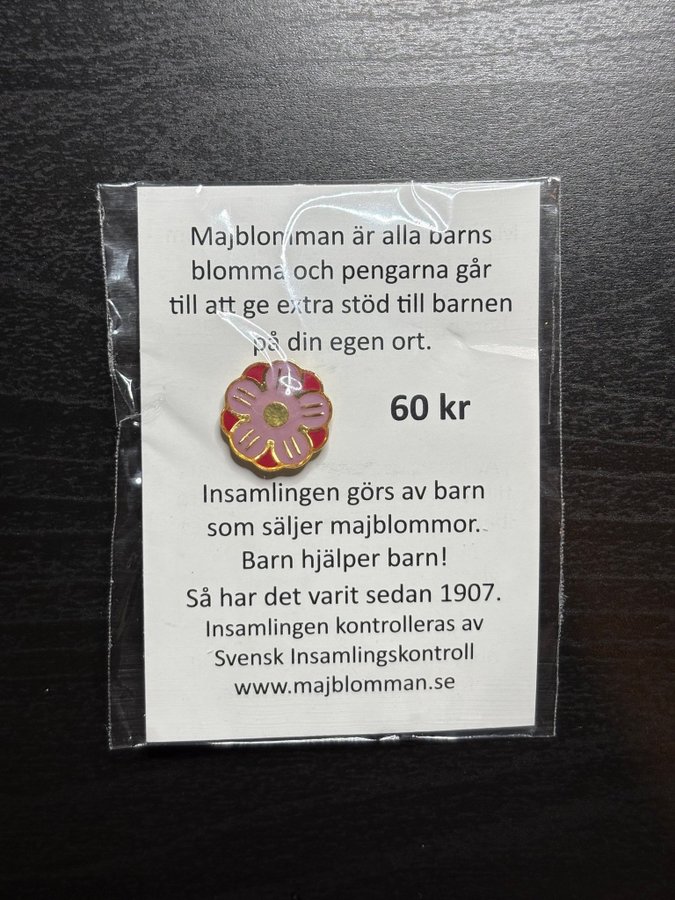 Majblomman är alla barns
blomma och pengarna går
till att ge extra stöd till barnen
på din egen ort.
60 kr
Insamlingen görs av barn
som säljer majblommor.
Barn hjälper barn!
Så har det varit sedan 1907.
Insamlingen kontrolleras av
Svensk Insamlingskontroll
www.majblomman.se